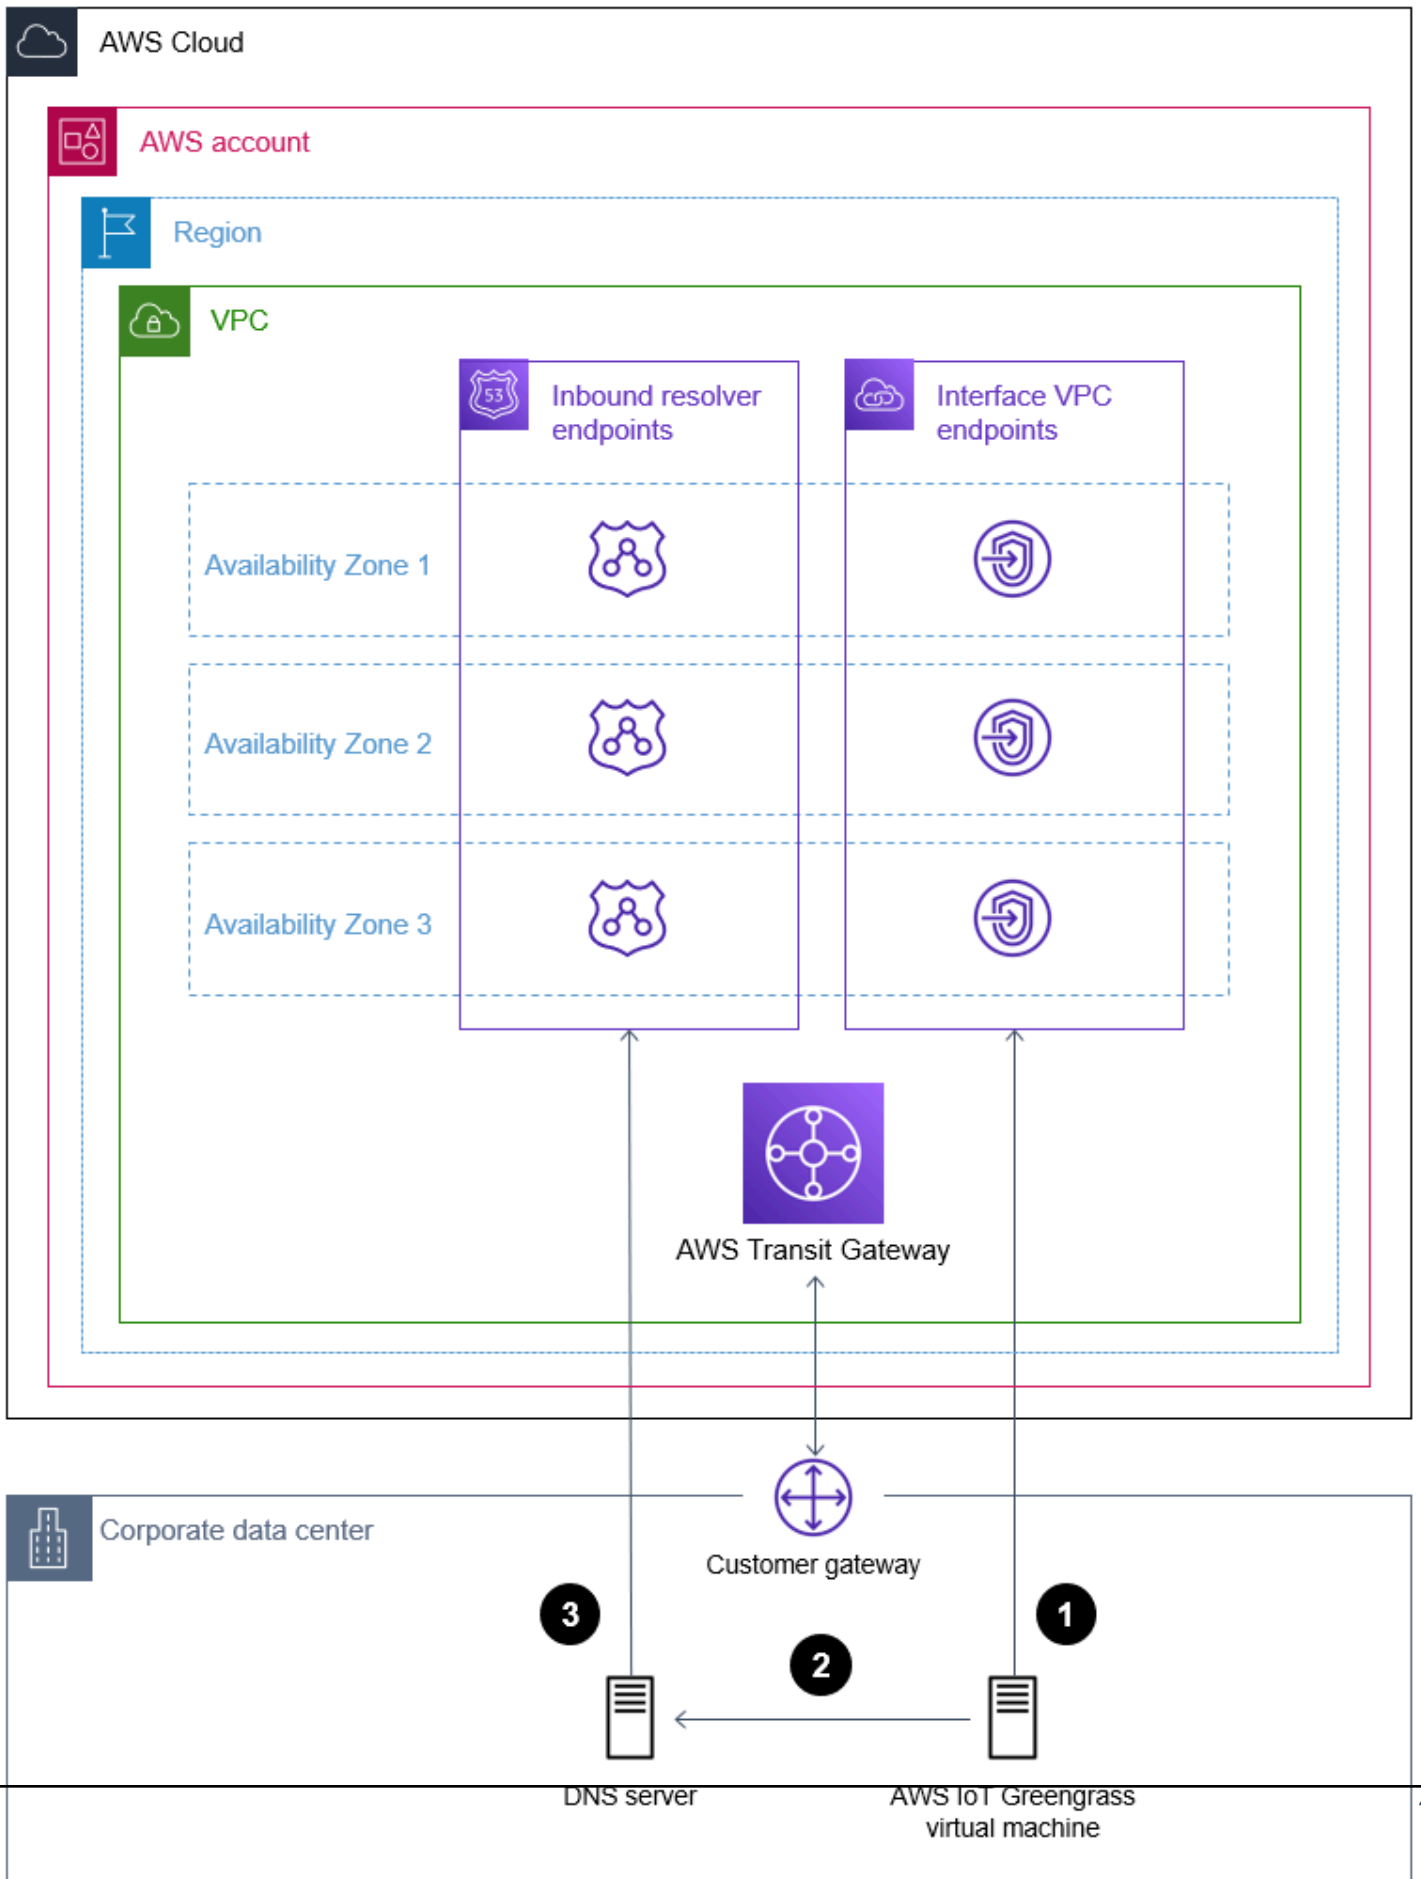 AWS Cloud
AWS account
Region
VPC
53
Inbound resolver
endpoints
Interface VPC
endpoints
Availability Zone 1
Availability Zone 2
Availability Zone 3
AWS Transit Gateway
Corporate data center
Customer gateway
3
1
2
DNS server
AWS IoT Greengrass
virtual machine